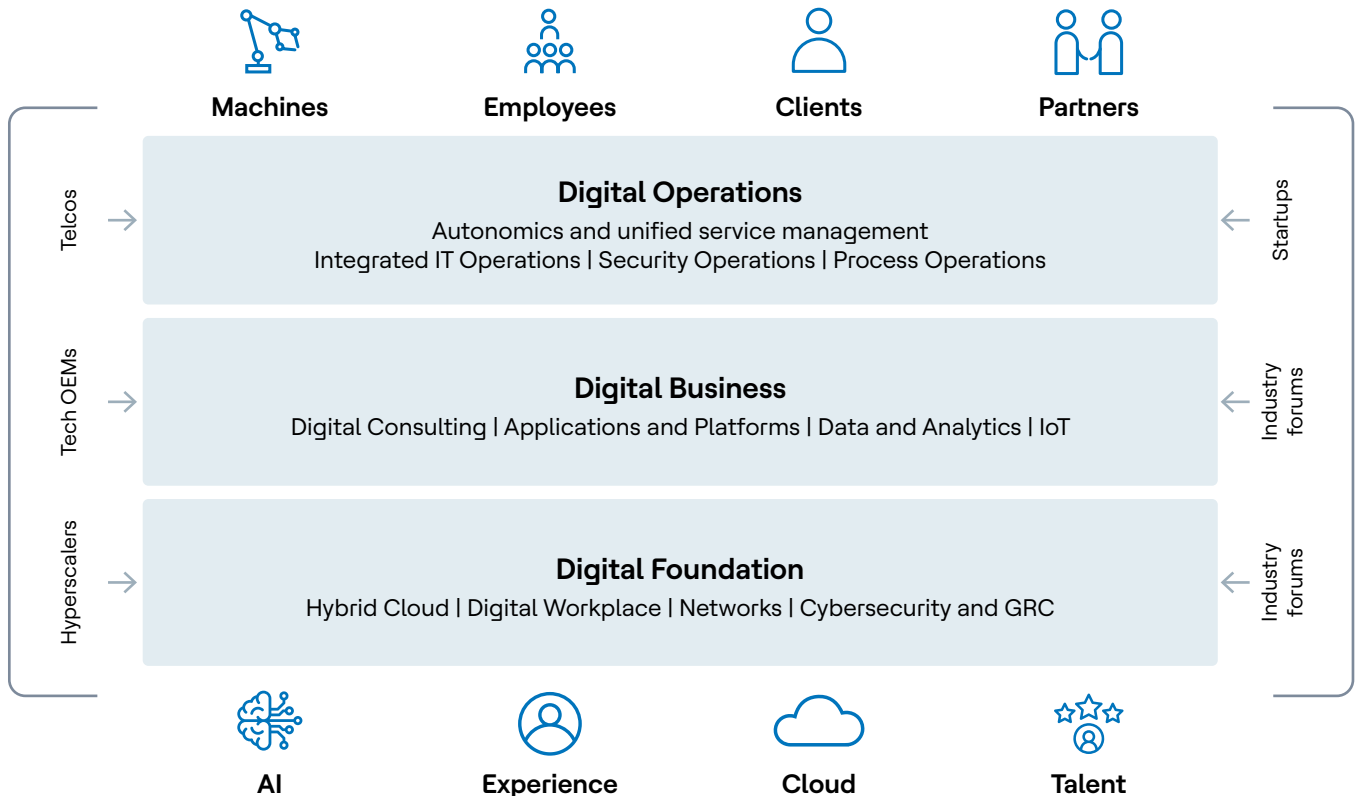 Machines
Employees
Clients
Partners
Telcos
Digital Operations
Autonomics and unified service management
Integrated IT Operations | Security Operations | Process Operations
Startups
Tech OEMs
Digital Business
Digital Consulting | Applications and Platforms | Data and Analytics | IoT
Industry
forums
Hyperscalers
Digital Foundation
Hybrid Cloud | Digital Workplace | Networks | Cybersecurity and GRC
Industry
forums
AI
Experience
Cloud
Talent